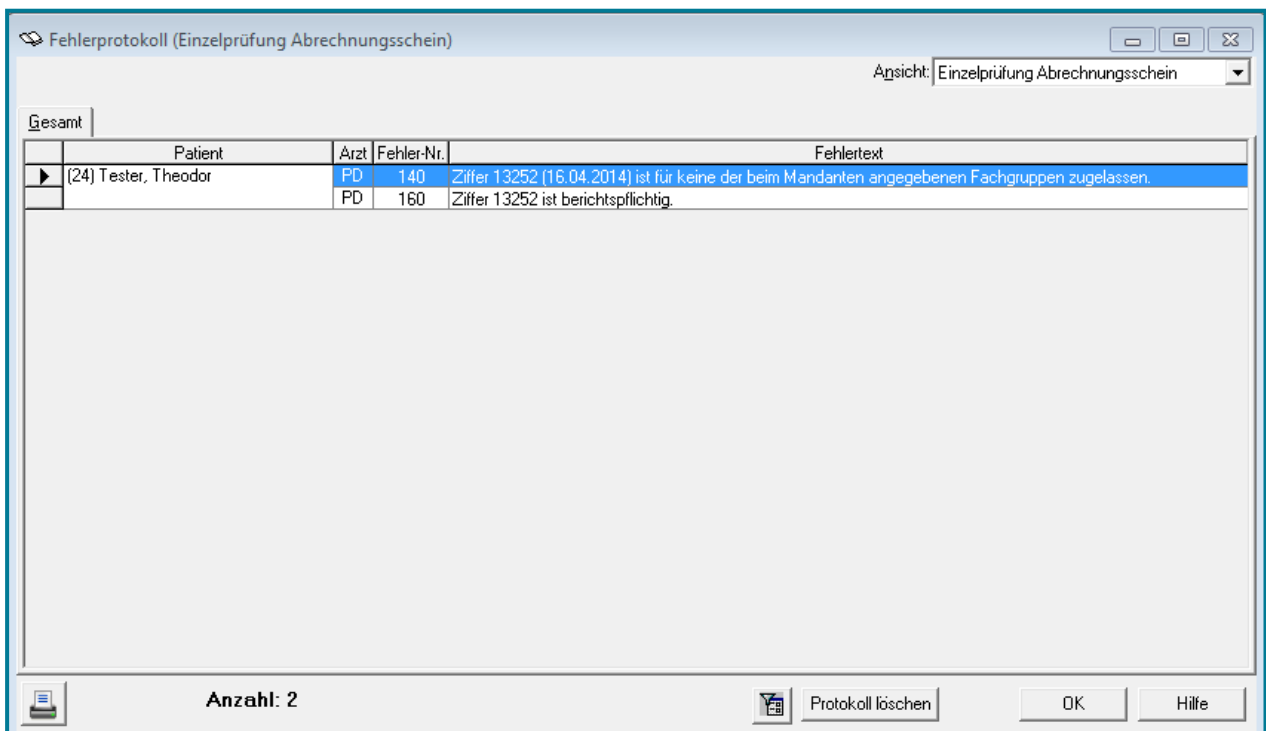 Fehlerprotokoll (Einzelprüfung Abrechnungsschein)
Ansicht: Einzelprüfung Abrechnungsschein
Gesamt
Patient Arzt Fehler-Nr. Fehlertext
(24) Tester, Theodor PD 140 Ziffer 13252 (16.04.2014) ist für keine der beim Mandanten angegebenen Fachgruppen zugelassen.
PD 160 Ziffer 13252 ist berichtspflichtig.
Anzahl: 2 Protokoll löschen OK Hilfe